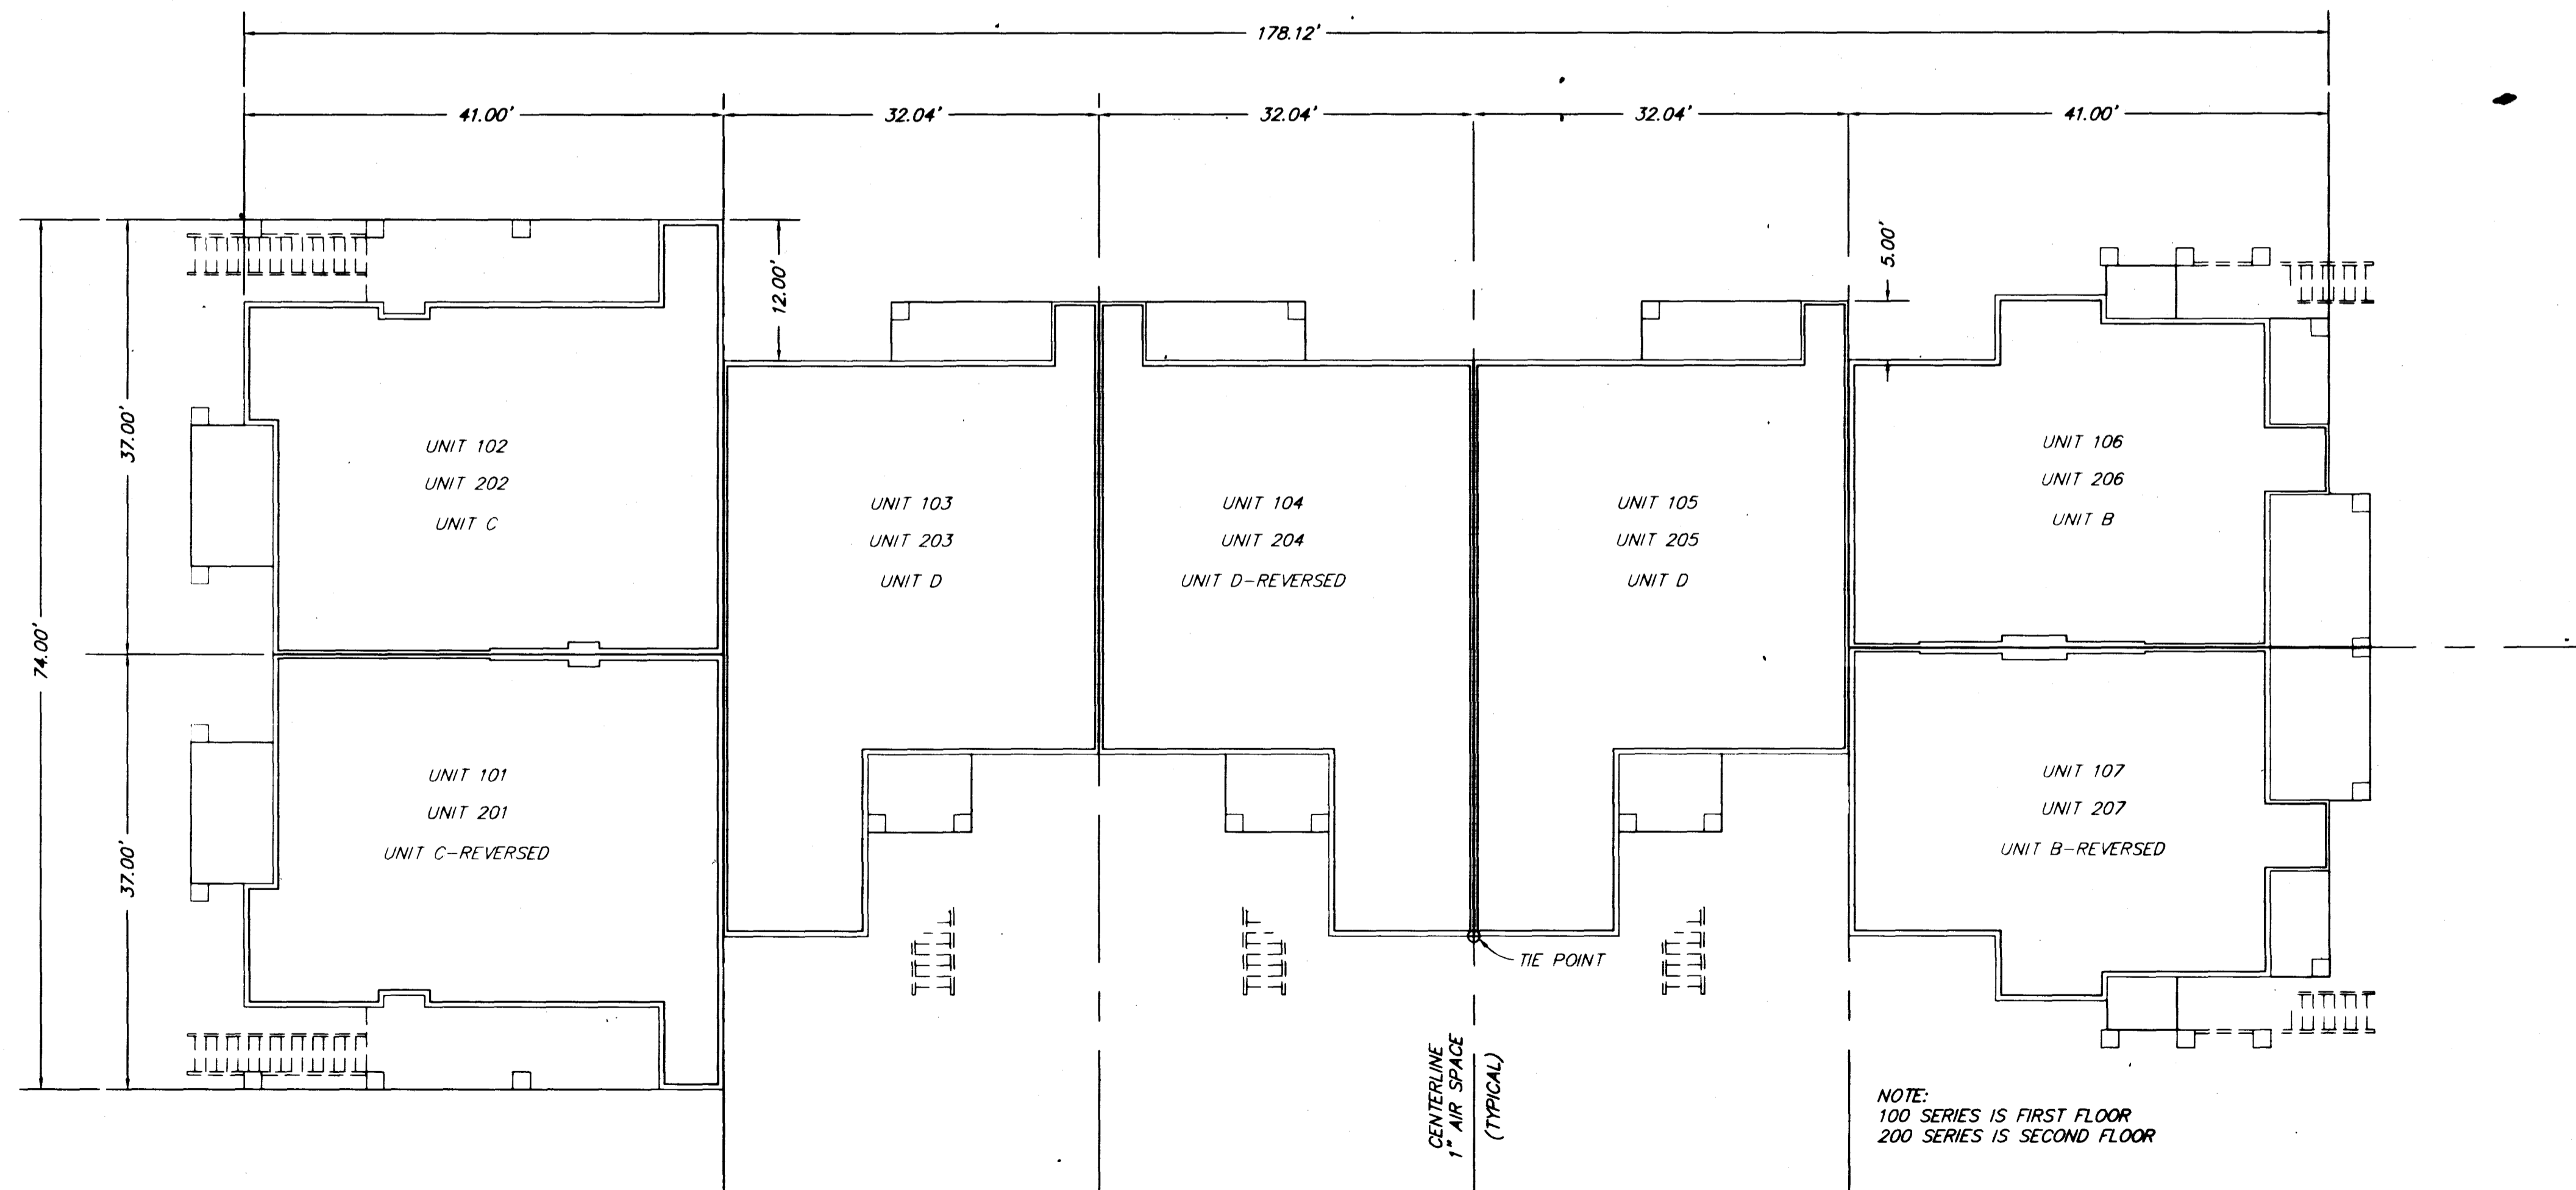 178.12'
41.00'
32.04'
32.04'
32.04'
41.00'
12.00'
5.00'
37.00'
74.00'
37.00'
UNIT 102
UNIT 202
UNIT C
UNIT 103
UNIT 203
UNIT D
UNIT 104
UNIT 204
UNIT D-REVERSED
UNIT 105
UNIT 205
UNIT D
UNIT 106
UNIT 206
UNIT B
UNIT 101
UNIT 201
UNIT C-REVERSED
UNIT 107
UNIT 207
UNIT B-REVERSED
TIE POINT
CENTERLINE
1" AIR SPACE
(TYPICAL)
NOTE:
100 SERIES IS FIRST FLOOR
200 SERIES IS SECOND FLOOR